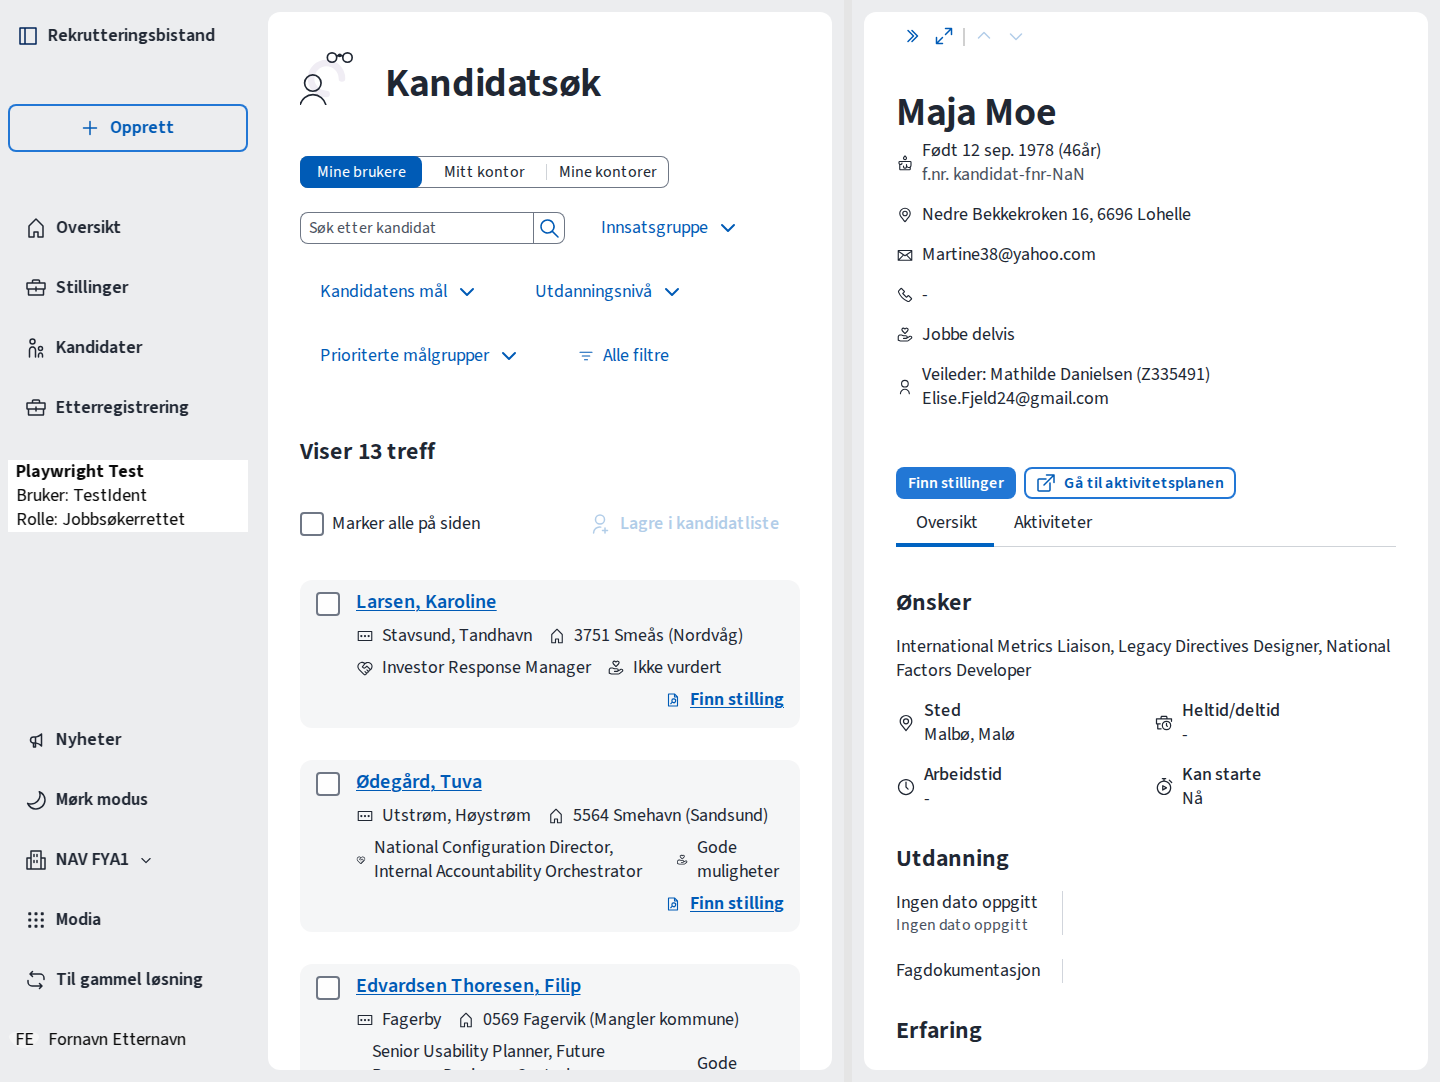 Rekrutteringsbistand
Opprett
Oversikt
Stillinger
Kandidater
Etterregistrering
Playwright Test
Bruker: TestIdent
Rolle: Jobbsøkerrettet
Nyheter
Mørk modus
NAV FYA1
Modia
Til gammel løsning
FE Fornavn Etternavn
Kandidatsøk
Mine brukere Mitt kontor Mine kontorer
Søk etter kandidat Innsatsgruppe
Kandidatens mål Utdanningsnivå
Prioriterte målgrupper Alle filtre
Viser 13 treff
Marker alle på siden Lagre i kandidatliste
Larsen, Karoline
Stavsund, Tandhavn 3751 Smeås (Nordvåg)
Investor Response Manager Ikke vurdert
Finn stilling
Ødegård, Tuva
Utstrøm, Høystrøm 5564 Smehavn (Sandsund)
National Configuration Director, Gode
Internal Accountability Orchestrator muligheter
Finn stilling
Edvardsen Thoresen, Filip
Fagerby 0569 Fagervik (Mangler kommune)
Senior Usability Planner, Future
Gode
Maja Moe
Født 12 sep. 1978 (46år)
f.nr. kandidat-fnr-NaN
Nedre Bekkekroken 16, 6696 Lohelle
Martine38@yahoo.com
-
Jobbe delvis
Veileder: Mathilde Danielsen (Z335491)
Elise.Fjeld24@gmail.com
Finn stillinger Gå til aktivitetsplanen
Oversikt Aktiviteter
Ønsker
International Metrics Liaison, Legacy Directives Designer, National
Factors Developer
Sted Heltid/deltid
Malbø, Malø -
Arbeidstid Kan starte
- Nå
Utdanning
Ingen dato oppgitt
Ingen dato oppgitt
Fagdokumentasjon
Erfaring